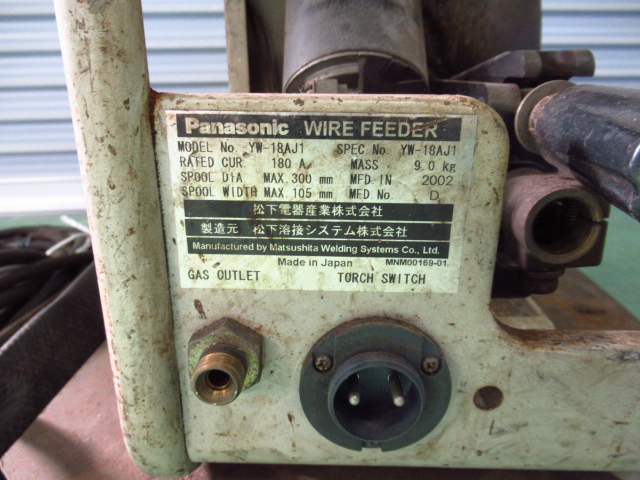 Panasonic WIRE FEEDER
MODEL No. YW-18AJ1 SPEC No. YW-18AJ1
RATED CUR. 180 A MASS 9.0 kg
SPOOL DIA. MAX.300 mm MFD.IN 2002
SPOOL WIDTH MAX.105 mm MFD.No. D
松下電器産業株式会社
製造元 松下溶接システム株式会社
Manufactured by Matsushita Welding Systems Co., Ltd.
Made in Japan MNM00169-01
GAS OUTLET TORCH SWITCH